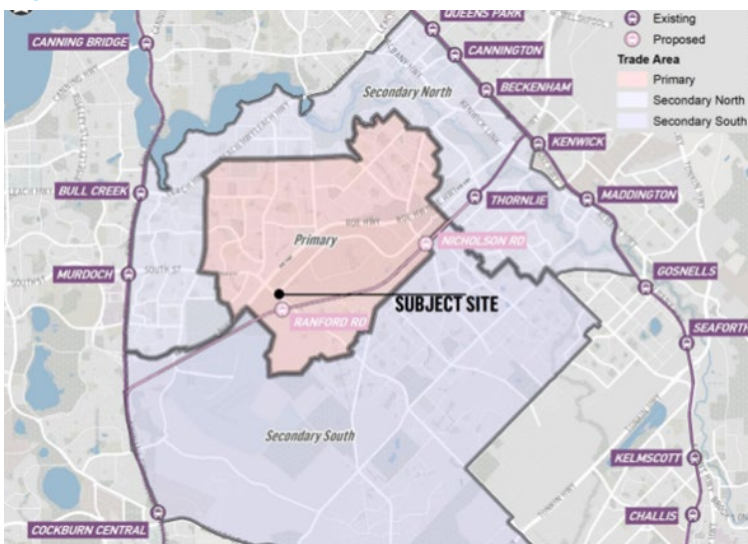 QUEENS PARK
Existing
Proposed
Trade Area
Primary
Secondary North
Secondary South
CANNING BRIDGE
CANNINGTON
BECKENHAM
Secondary North
KENWICK
BULL CREEK
THORNLIE
MADDINGTON
Primary
NICHOLSON RD
MURDOCH
SOUTH ST
GOSNELLS
SUBJECT SITE
RANFORD RD
SEAFORTH
Secondary South
KELMSCOTT
CHALLIS
COCKBURN CENTRAL